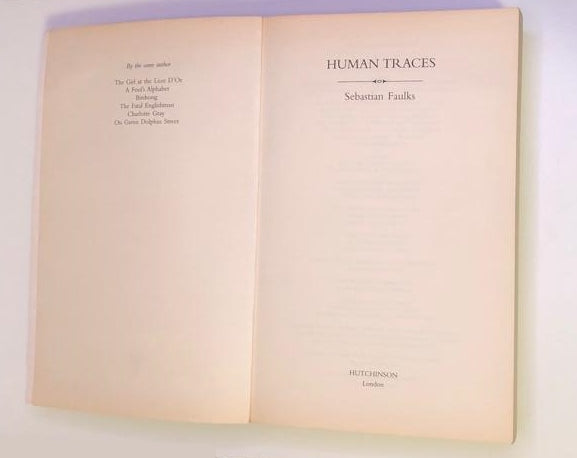 By the same author
The Girl at the Lion D'Or
A Fool's Alphabet
Birdsong
The Fatal Englishman
Charlotte Gray
On Green Dolphin Street
HUMAN TRACES
Sebastian Faulks
HUTCHINSON
London